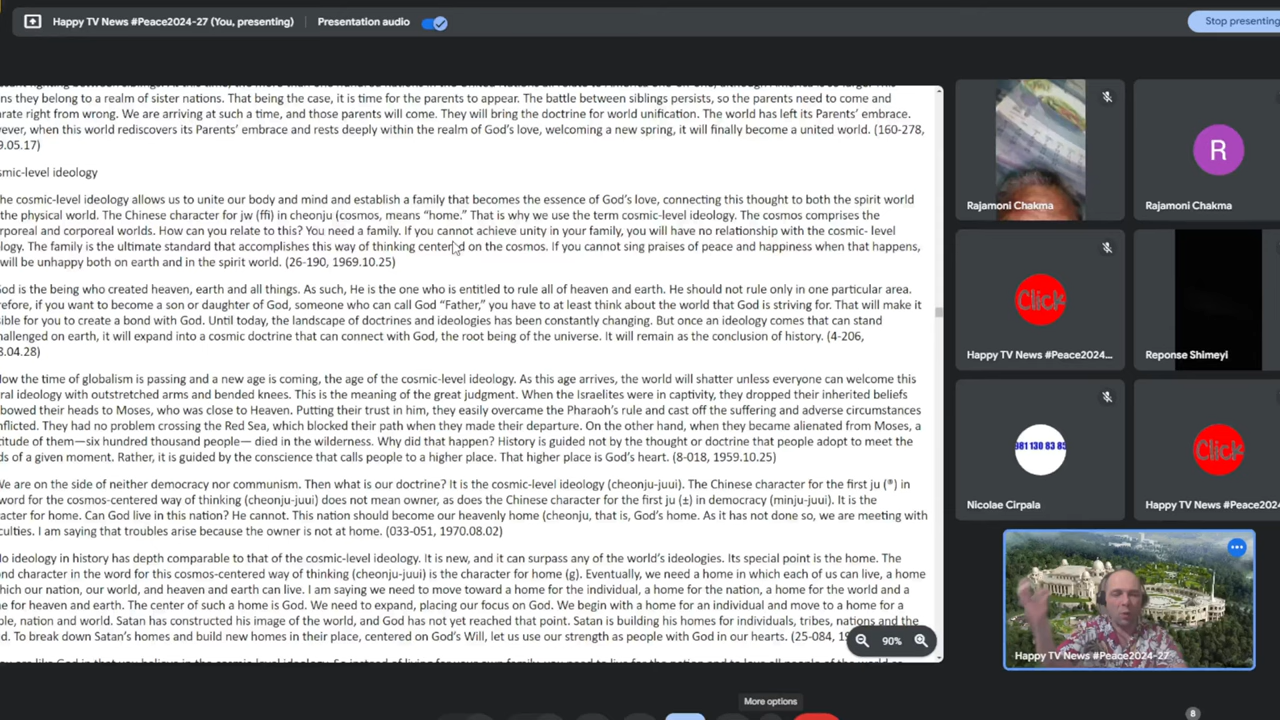 Happy TV News #Peace2024-27 (You, presenting)
Presentation audio
Stop presenting
ns they belong to a realm of sister nations. That being the case, it is time for the parents to appear. The battle between siblings persists, so the parents need to come and
arate right from wrong. We are arriving at such a time, and those parents will come. They will bring the doctrine for world unification. The world has left its Parents' embrace.
ever, when this world rediscovers its Parents' embrace and rests deeply within the realm of God's love, welcoming a new spring, it will finally become a united world. (160-278,
9.05.17)
smic-level ideology
he cosmic-level ideology allows us to unite our body and mind and establish a family that becomes the essence of God's love, connecting this thought to both the spirit world
the physical world. The Chinese character for jw (ffi) in cheonju (cosmos, means "home." That is why we use the term cosmic-level ideology. The cosmos comprises the
rporeal and corporeal worlds. How can you relate to this? You need a family. If you cannot achieve unity in your family, you will have no relationship with the cosmic- level
logy. The family is the ultimate standard that accomplishes this way of thinking centered on the cosmos. If you cannot sing praises of peace and happiness when that happens,
will be unhappy both on earth and in the spirit world. (26-190, 1969.10.25)
God is the being who created heaven, earth and all things. As such, He is the one who is entitled to rule all of heaven and earth. He should not rule only in one particular area.
refore, if you want to become a son or daughter of God, someone who can call God "Father," you have to at least think about the world that God is striving for. That will make it
sible for you to create a bond with God. Until today, the landscape of doctrines and ideologies has been constantly changing. But once an ideology comes that can stand
hallenged on earth, it will expand into a cosmic doctrine that can connect with God, the root being of the universe. It will remain as the conclusion of history. (4-206,
8.04.28)
Now the time of globalism is passing and a new age is coming, the age of the cosmic-level ideology. As this age arrives, the world will shatter unless everyone can welcome this
ral ideology with outstretched arms and bended knees. This is the meaning of the great judgment. When the Israelites were in captivity, they dropped their inherited beliefs
bowed their heads to Moses, who was close to Heaven. Putting their trust in him, they easily overcame the Pharaoh's rule and cast off the suffering and adverse circumstances
nflicted. They had no problem crossing the Red Sea, which blocked their path when they made their departure. On the other hand, when they became alienated from Moses, a
titude of them—six hundred thousand people— died in the wilderness. Why did that happen? History is guided not by the thought or doctrine that people adopt to meet the
ds of a given moment. Rather, it is guided by the conscience that calls people to a higher place. That higher place is God's heart. (8-018, 1959.10.25)
We are on the side of neither democracy nor communism. Then what is our doctrine? It is the cosmic-level ideology (cheonju-juui). The Chinese character for the first ju (®) in
word for the cosmos-centered way of thinking (cheonju-juui) does not mean owner, as does the Chinese character for the first ju (±) in democracy (minju-juui). It is the
racter for home. Can God live in this nation? He cannot. This nation should become our heavenly home (cheonju, that is, God's home. As it has not done so, we are meeting with
culties. I am saying that troubles arise because the owner is not at home. (033-051, 1970.08.02)
No ideology in history has depth comparable to that of the cosmic-level ideology. It is new, and it can surpass any of the world's ideologies. Its special point is the home. The
ond character in the word for this cosmos-centered way of thinking (cheonju-juui) is the character for home (g). Eventually, we need a home in which each of us can live, a home
which our nation, our world, and heaven and earth can live. I am saying we need to move toward a home for the individual, a home for the nation, a home for the world and a
e for heaven and earth. The center of such a home is God. We need to expand, placing our focus on God. We begin with a home for an individual and move to a home for a
ple, nation and world. Satan has constructed his image of the world, and God has not yet reached that point. Satan is building his homes for individuals, tribes, nations and the
d. To break down Satan's homes and build new homes in their place, centered on God's Will, let us use our strength as people with God in our hearts. (25-084, 19
90%
More options
Rajamoni Chakma
R
Rajamoni Chakma
Click
Happy TV News #Peace2024...
Reponse Shimeyi
981 130 83 85
Nicolae Cirpala
Click
Happy TV News #Peace2024-27
Happy TV News #Peace2024-27
8